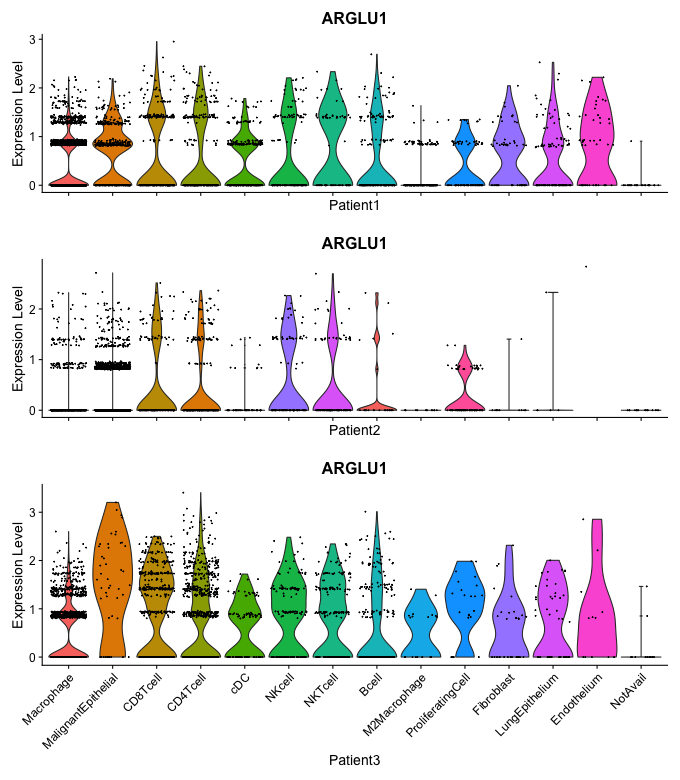 ARGLU1
Expression Level
3
2
1
0
Patient1
ARGLU1
Expression Level
2
1
0
Patient2
ARGLU1
Expression Level
3
2
1
0
Macrophage
MalignantEpithelial
CD8Tcell
CD4Tcell
cDC
NKcell
NKTcell
Bcell
M2Macrophage
ProliferatingCell
Fibroblast
LungEpithelium
Endothelium
NotAvail
Patient3